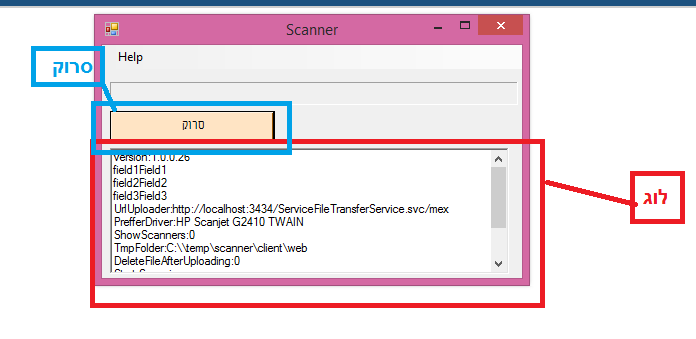 Scanner
Help
סרוק
סרוק
Version:1.0.0.26
field1Field1
field2Field2
field3Field3
UrlUploader:http://localhost:3434/ServiceFileTransferService.svc/mex
PrefferDriver:HP Scanjet G2410 TWAIN
ShowScanners:0
TmpFolder:C:\\temp\scanner\client\web
DeleteFileAfterUploading:0
לוג